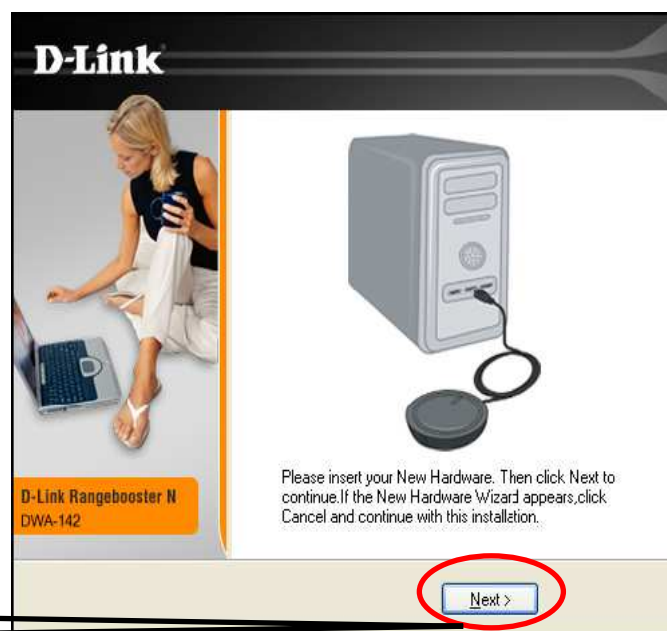 D-Link
Please insert your New Hardware. Then click Next to
continue.If the New Hardware Wizard appears,click
Cancel and continue with this installation.
D-Link Rangebooster N
DWA-142
Next >